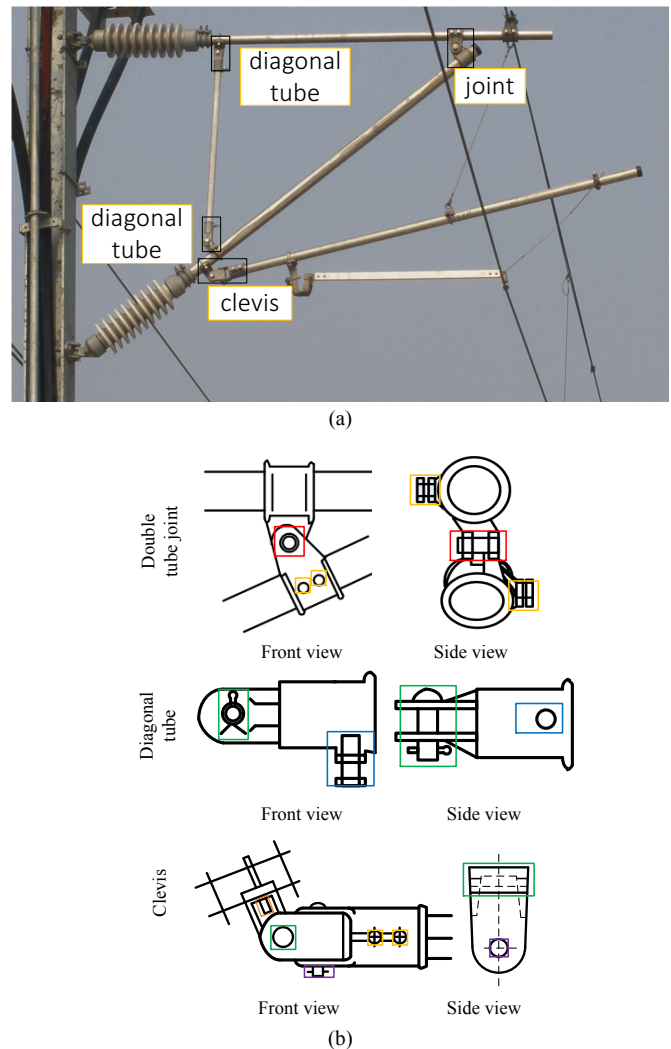 diagonal
tube
joint
diagonal
tube
clevis
(a)
Double
tube joint
Front view
Side view
Diagonal
tube
Front view
Side view
Clevis
Front view
Side view
(b)